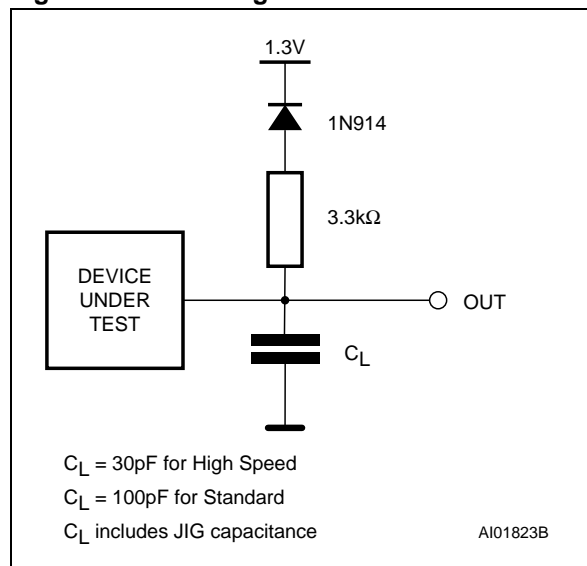 1.3V
1N914
3.3kΩ
DEVICE
UNDER
TEST
OUT
CL
CL = 30pF for High Speed
CL = 100pF for Standard
CL includes JIG capacitance
AI01823B